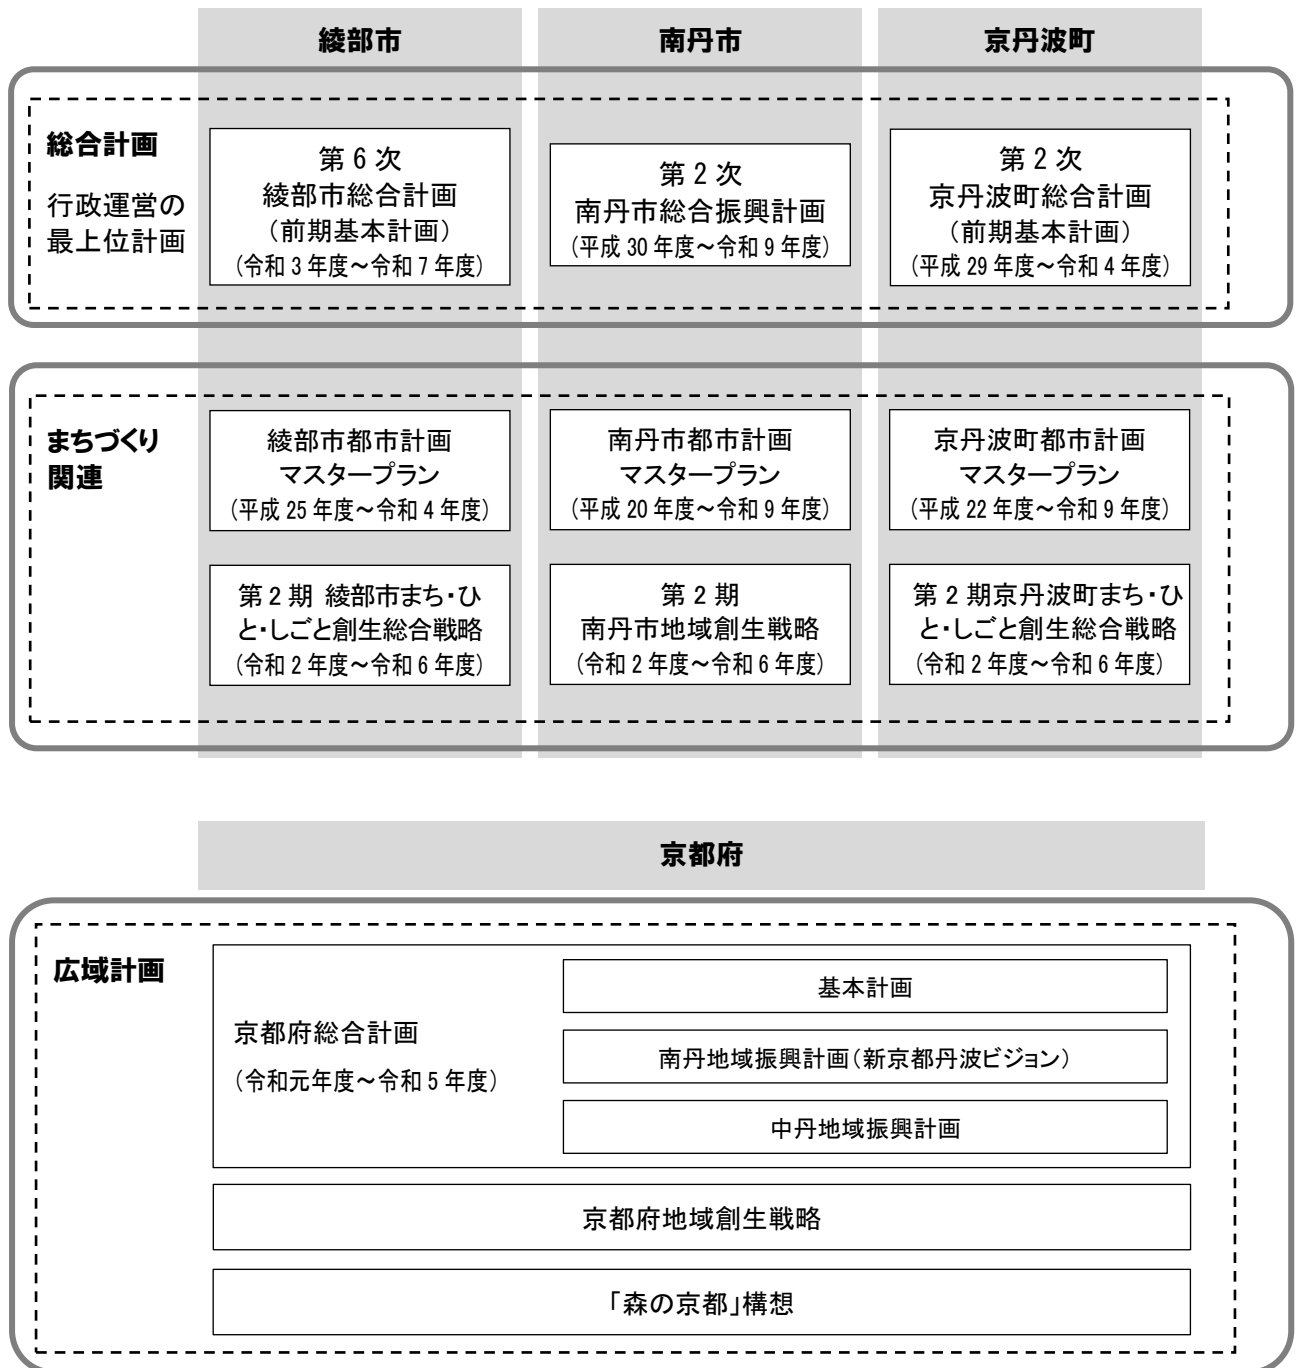 綾部市
南丹市
京丹波町
総合計画
行政運営の
最上位計画
第6次
綾部市総合計画
(前期基本計画)
(令和3年度～令和7年度)
第2次
南丹市総合振興計画
(平成30年度～令和9年度)
第2次
京丹波町総合計画
(前期基本計画)
(平成29年度～令和4年度)
まちづくり
関連
綾部市都市計画
マスタープラン
(平成25年度～令和4年度)
南丹市都市計画
マスタープラン
(平成20年度～令和9年度)
京丹波町都市計画
マスタープラン
(平成22年度～令和9年度)
第2期 綾部市まち・ひ
と・しごと創生総合戦略
(令和2年度～令和6年度)
第2期
南丹市地域創生戦略
(令和2年度～令和6年度)
第2期京丹波町まち・ひ
と・しごと創生総合戦略
(令和2年度～令和6年度)
京都府
広域計画
京都府総合計画
(令和元年度～令和5年度)
基本計画
南丹地域振興計画(新京都丹波ビジョン)
中丹地域振興計画
京都府地域創生戦略
「森の京都」構想